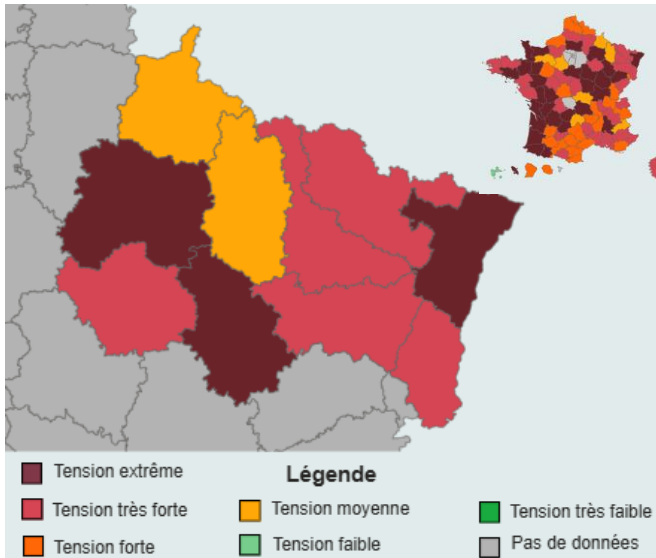 Légende
Tension extrême
Tension très forte
Tension forte
Tension moyenne
Tension faible
Tension très faible
Pas de données